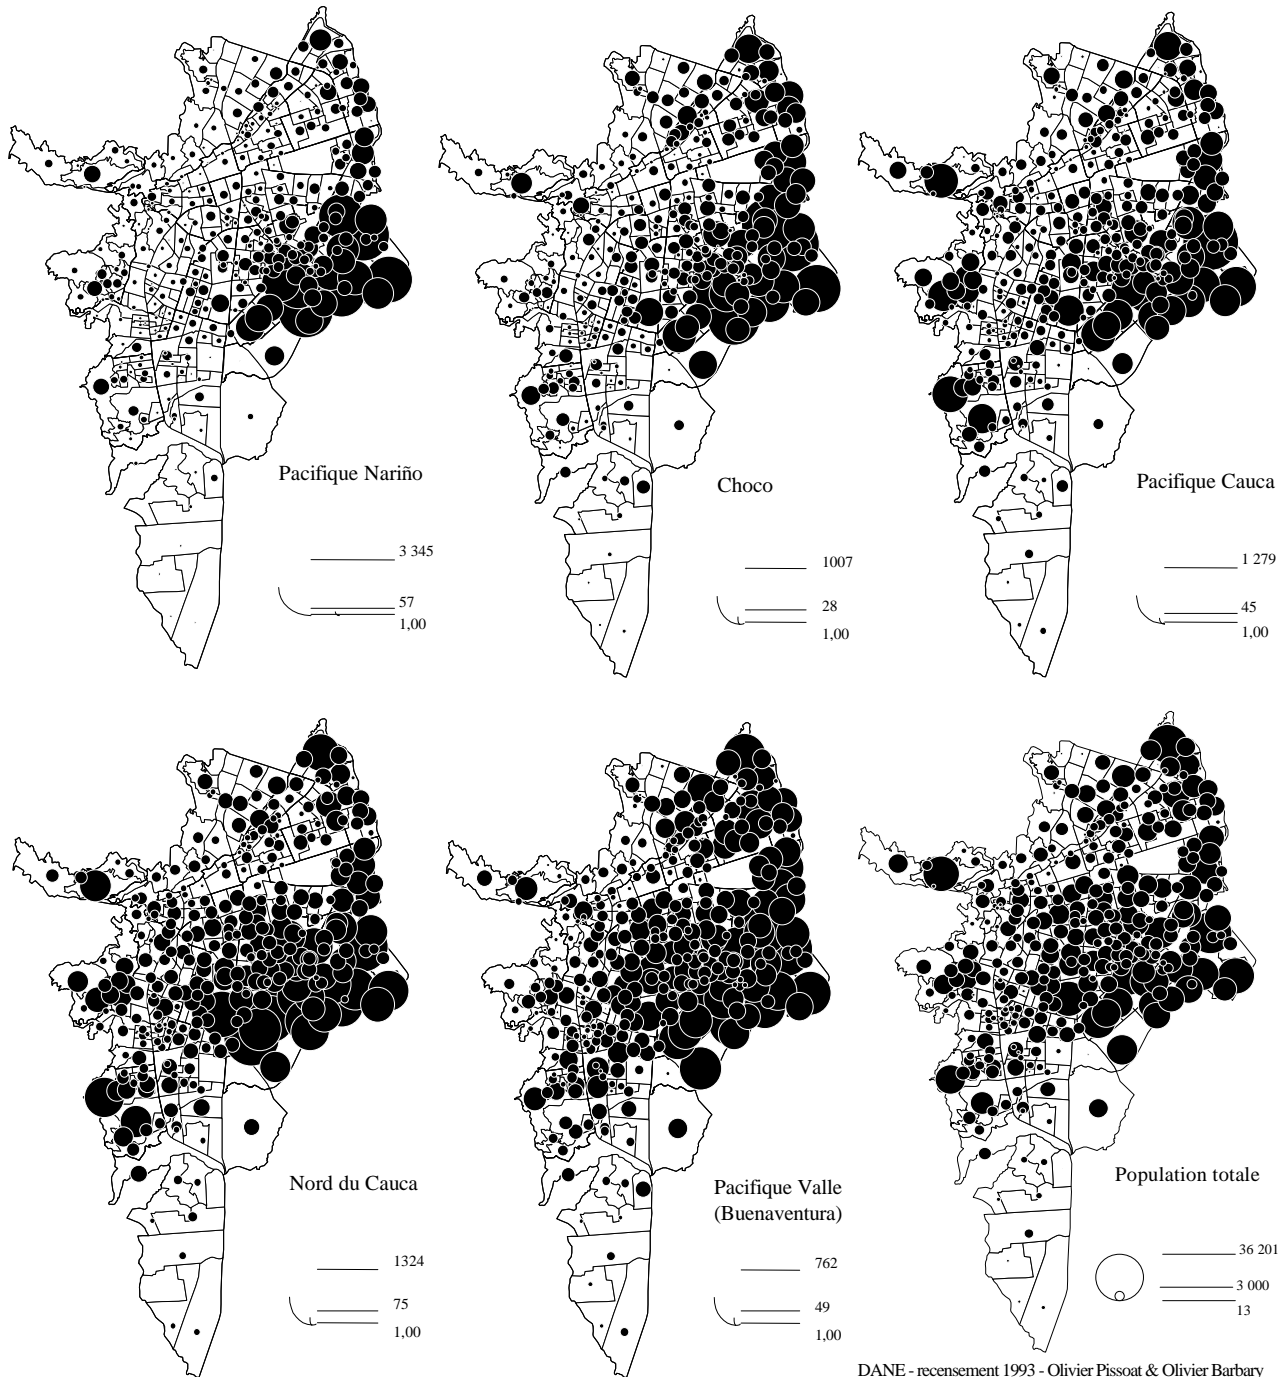 Pacifique Nariño
3 345
57
1,00
Choco
1007
28
1,00
Pacifique Cauca
1 279
45
1,00
Nord du Cauca
1324
75
1,00
Pacifique Valle
(Buenaventura)
762
49
1,00
Population totale
36 201
3 000
13
DANE - recensement 1993 - Olivier Pissoat & Olivier Barbary